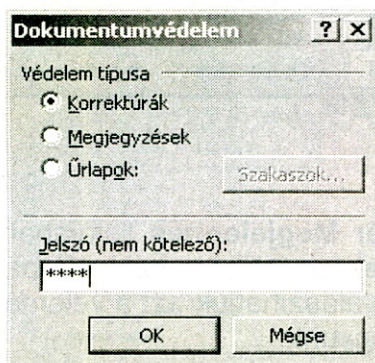 Dokumentumvédelem ? ×
Védelem típusa
Korrektúrák
Megjegyzések
Űrlapok:
Szakaszok...
Jelszó (nem kötelező):
****
OK
Mégse